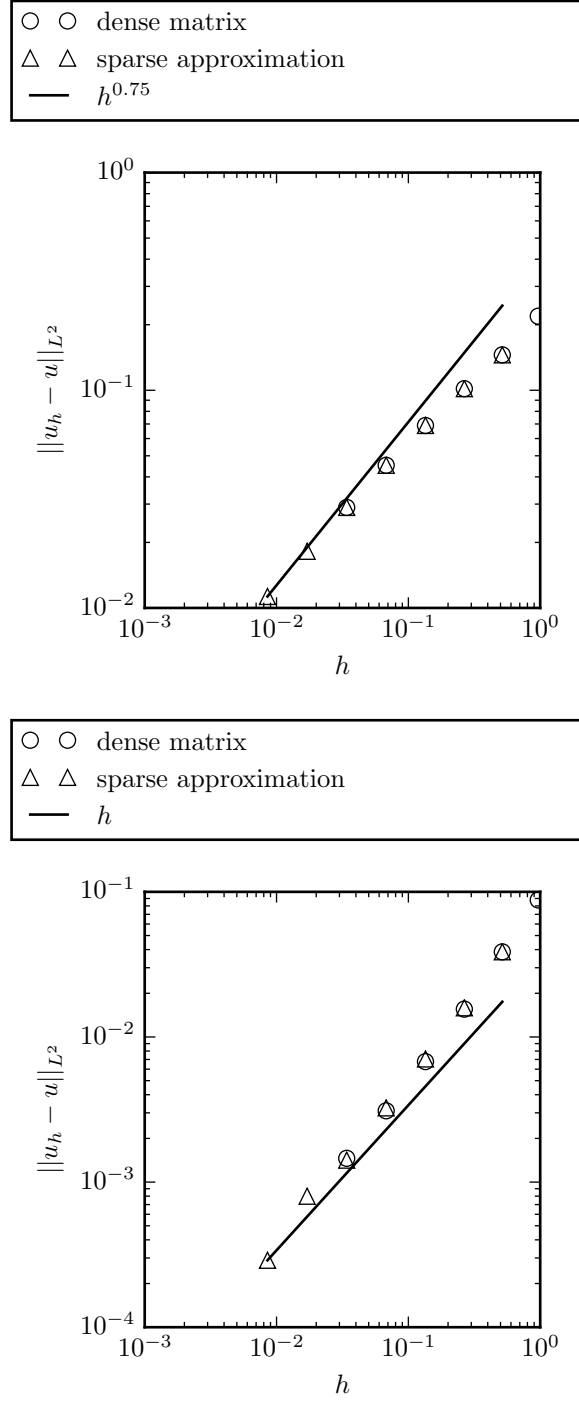 dense matrix
sparse approximation
h^{0.75}
10^0
10^{-1}
10^{-2}
||u_h − u||_{L^2}
10^{-3} 10^{-2} 10^{-1} 10^0
h
dense matrix
sparse approximation
h
10^{-1}
10^{-2}
10^{-3}
10^{-4}
||u_h − u||_{L^2}
10^{-3} 10^{-2} 10^{-1} 10^0
h